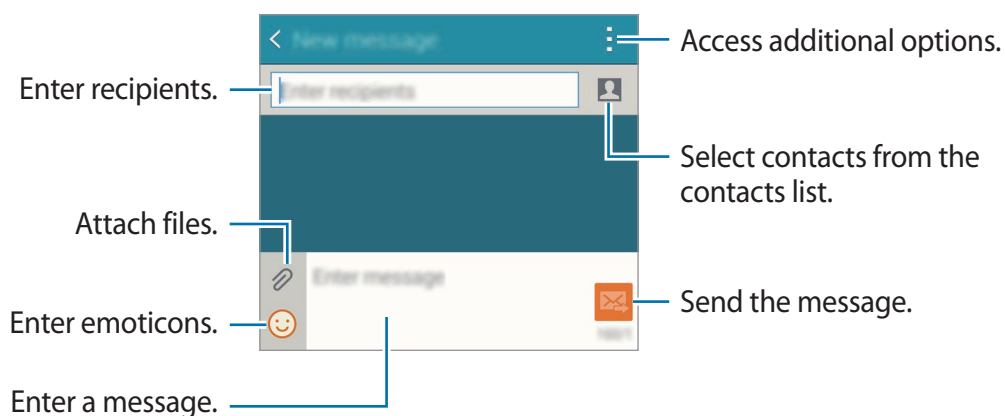 New message
Access additional options.
Enter recipients.
Enter recipients
Select contacts from the
contacts list.
Attach files.
Enter message
Send the message.
Enter emoticons.
Enter a message.